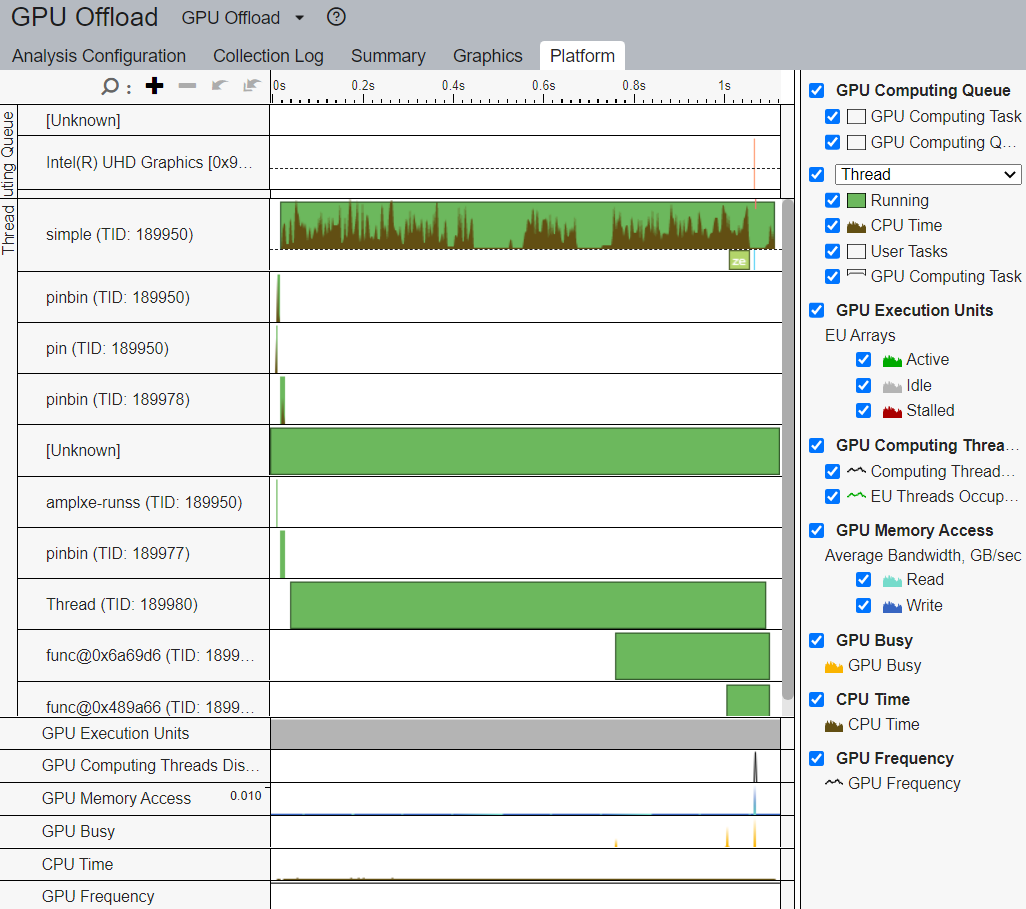 GPU Offload GPU Offload
Analysis Configuration Collection Log Summary Graphics Platform
0s 0.2s 0.4s 0.6s 0.8s 1s
uting Queue
[Unknown]
Intel(R) UHD Graphics [0x9...
Thread
simple (TID: 189950)
ze
pinbin (TID: 189950)
pin (TID: 189950)
pinbin (TID: 189978)
[Unknown]
amplxe-runss (TID: 189950)
pinbin (TID: 189977)
Thread (TID: 189980)
func@0x6a69d6 (TID: 1899...
func@0x489a66 (TID: 1899...
GPU Execution Units
GPU Computing Threads Dis...
GPU Memory Access 0.010
GPU Busy
CPU Time
GPU Frequency
GPU Computing Queue
GPU Computing Task
GPU Computing Q...
Thread
Running
CPU Time
User Tasks
GPU Computing Task
GPU Execution Units
EU Arrays
Active
Idle
Stalled
GPU Computing Threa...
Computing Thread...
EU Threads Occup...
GPU Memory Access
Average Bandwidth, GB/sec
Read
Write
GPU Busy
GPU Busy
CPU Time
CPU Time
GPU Frequency
GPU Frequency